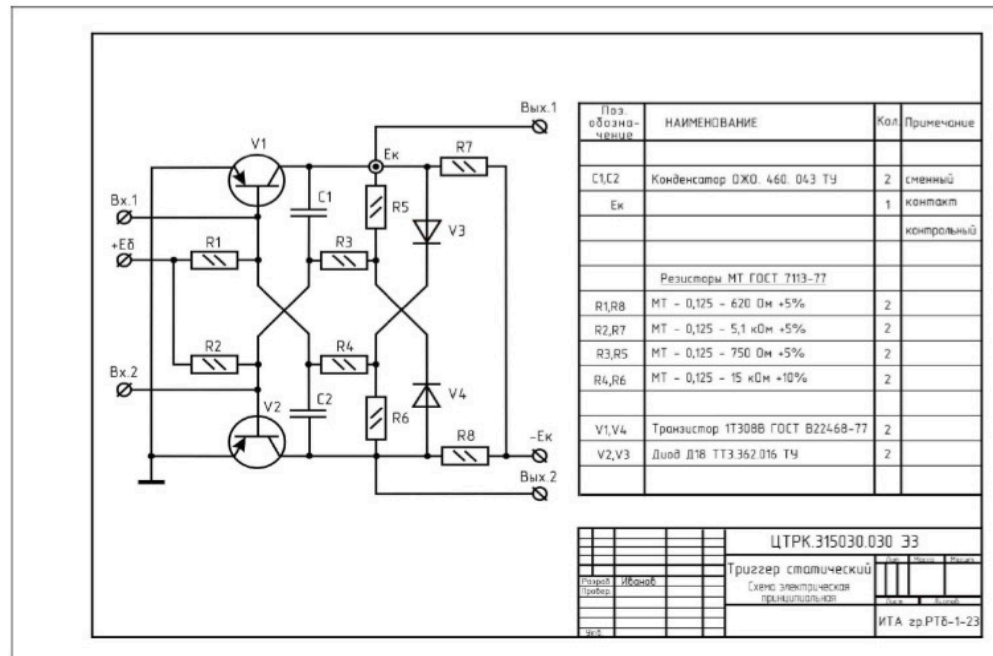 Вых.1
R7
V1
Ек
Вх.1
C1
R5
V3
+Еб
R1
R3
R2
R4
Вх.2
V2
C2
R6
V4
R8
–Ек
Вых.2
Поз. обозна-чение НАИМЕНОВАНИЕ Кол. Примечание
C1,C2 Конденсатор ОЖО. 460. 043 ТУ 2 сменный
Ек 1 контакт
контрольный
Резисторы МТ ГОСТ 7113-77
R1,R8 МТ – 0,125 – 620 Ом +5% 2
R2,R7 МТ – 0,125 – 5,1 кОм +5% 2
R3,R5 МТ – 0,125 – 750 Ом +5% 2
R4,R6 МТ – 0,125 – 15 кОм +10% 2
V1,V4 Транзистор 1Т308В ГОСТ В22468-77 2
V2,V3 Диод Д18 ТТ3.362.016 ТУ 2
ЦТРК.315030.030 Э3
Триггер статический
Схема электрическая
принципиальная
Разраб. Иванов
Провер.
Утв.
ИТА гр.РТб-1-23